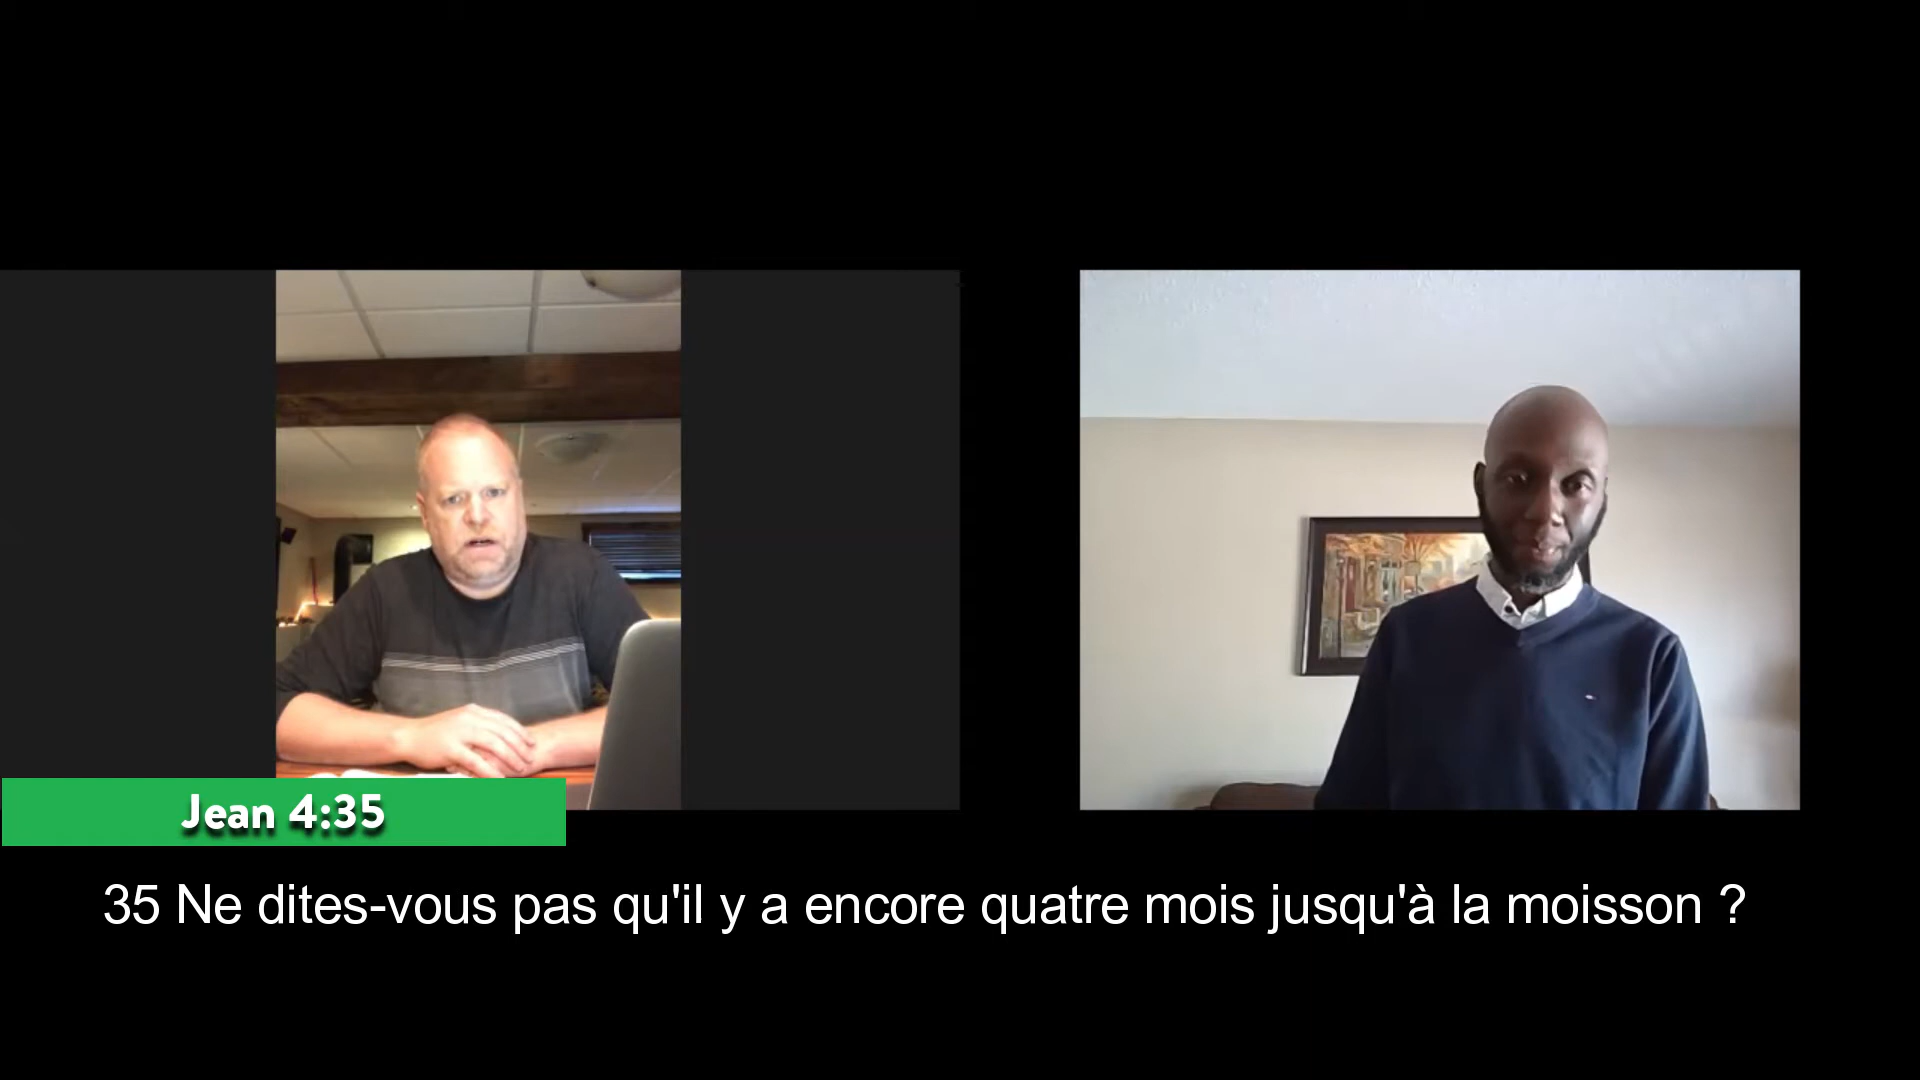 Jean 4:35
35 Ne dites-vous pas qu'il y a encore quatre mois jusqu'à la moisson ?